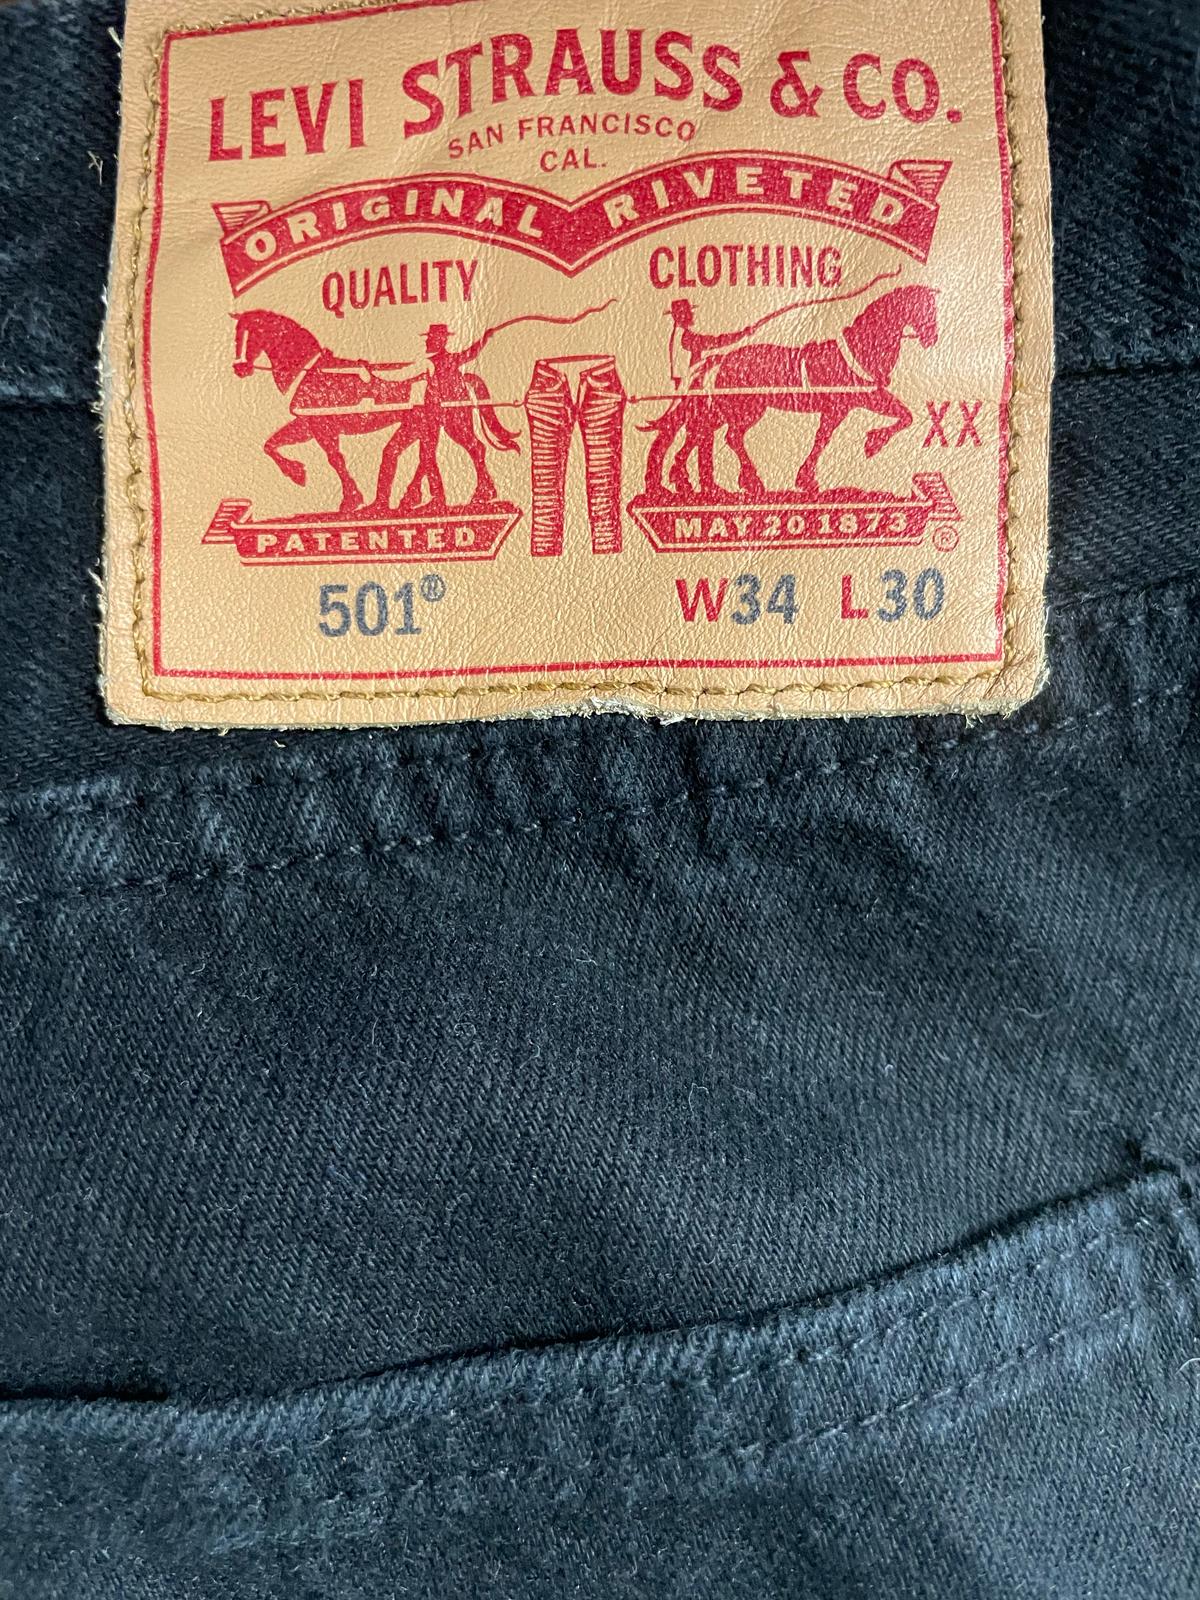 LEVI STRAUSS & CO.
SAN FRANCISCO
CAL.
ORIGINAL RIVETED
QUALITY CLOTHING
XX
PATENTED MAY 20 1873 ®
501® W34 L30